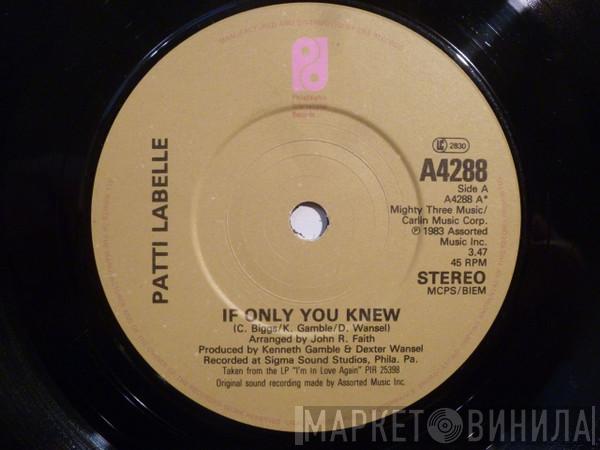 Philadelphia
International
Records
PATTI LABELLE
LC 2830
A4288
Side A
A4288 A*
Mighty Three Music/
Carlin Music Corp.
℗ 1983 Assorted
Music Inc.
3.47
45 RPM
STEREO
MCPS/BIEM
IF ONLY YOU KNEW
(C. Biggs/K. Gamble/D. Wansel)
Arranged by John R. Faith
Produced by Kenneth Gamble & Dexter Wansel
Recorded at Sigma Sound Studios, Phila. Pa.
Taken from the LP "I'm in Love Again" PIR 25398
Original sound recording made by Assorted Music Inc.
МАРКЕТ ВИНИЛА